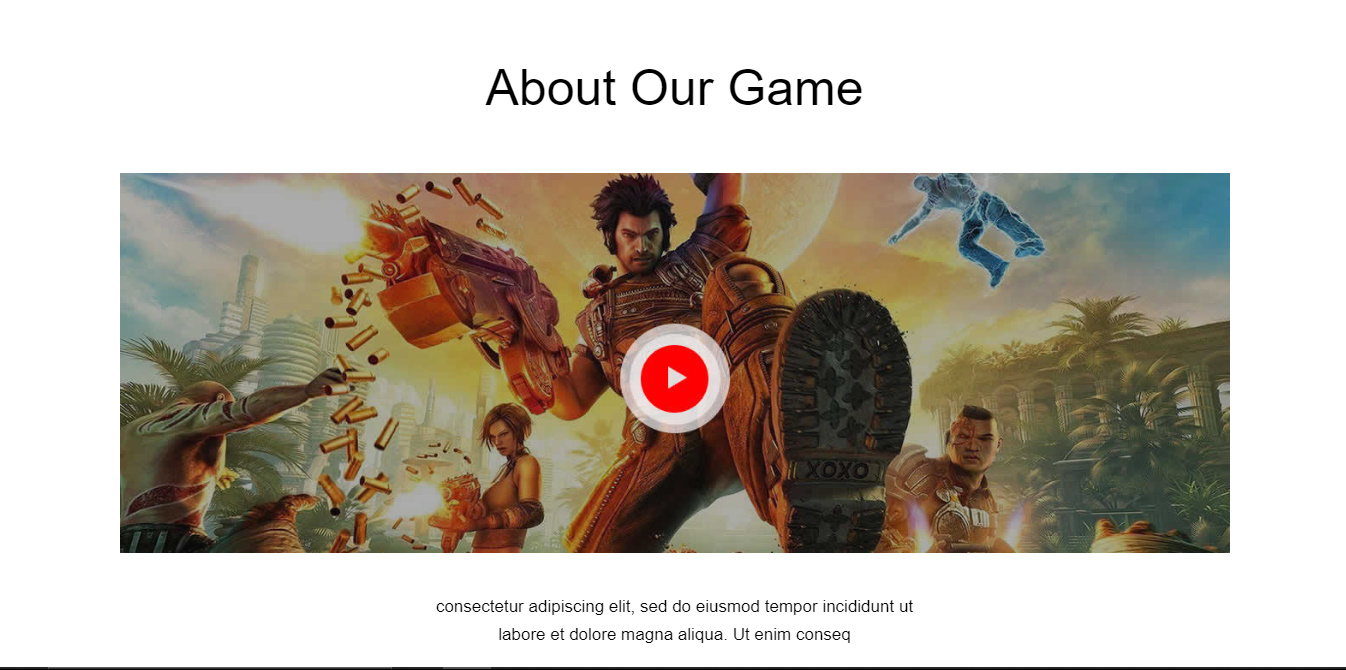 About Our Game
XOXO
consectetur adipiscing elit, sed do eiusmod tempor incididunt ut
labore et dolore magna aliqua. Ut enim conseq